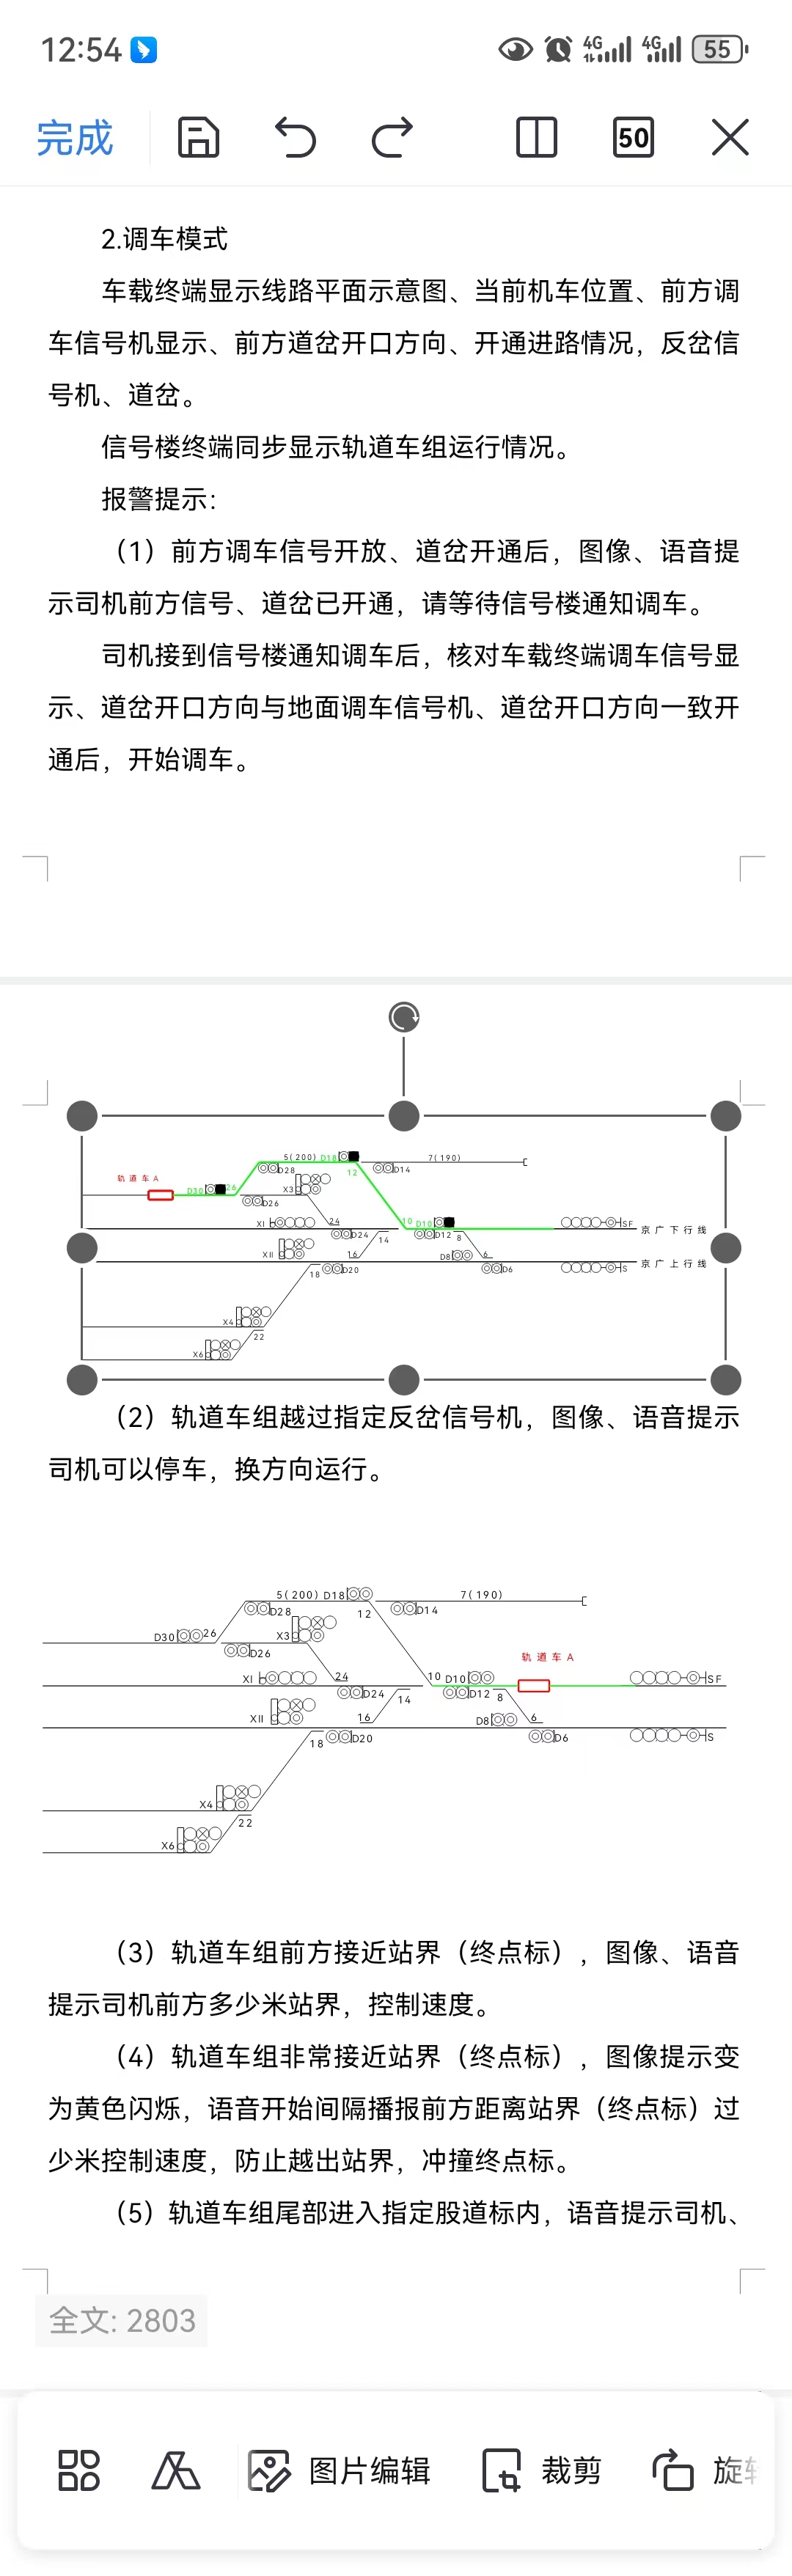 12:54
4G
4G
55
完成
50
2.调车模式
车载终端显示线路平面示意图、当前机车位置、前方调
车信号机显示、前方道岔开口方向、开通进路情况，反岔信
号机、道岔。
信号楼终端同步显示轨道车组运行情况。
报警提示：
（1）前方调车信号开放、道岔开通后，图像、语音提
示司机前方信号、道岔已开通，请等待信号楼通知调车。
司机接到信号楼通知调车后，核对车载终端调车信号显
示、道岔开口方向与地面调车信号机、道岔开口方向一致开
通后，开始调车。
5(200) D18
7(190)
轨道车A
D28
12
D14
D30
26
X3
D26
XI
24
10 D10
SF
京广下行线
D24
14
D12
8
XII
16
D8
6
京广上行线
18
D20
D6
S
X4
22
X6
（2）轨道车组越过指定反岔信号机，图像、语音提示
司机可以停车，换方向运行。
5(200) D18
7(190)
D28
12
D14
D30
26
X3
D26
轨道车A
XI
24
10 D10
SF
D24
14
D12
8
XII
16
D8
6
18
D20
D6
S
X4
22
X6
（3）轨道车组前方接近站界（终点标），图像、语音
提示司机前方多少米站界，控制速度。
（4）轨道车组非常接近站界（终点标），图像提示变
为黄色闪烁，语音开始间隔播报前方距离站界（终点标）过
少米控制速度，防止越出站界，冲撞终点标。
（5）轨道车组尾部进入指定股道标内，语音提示司机、
全文: 2803
图片编辑
裁剪
旋转